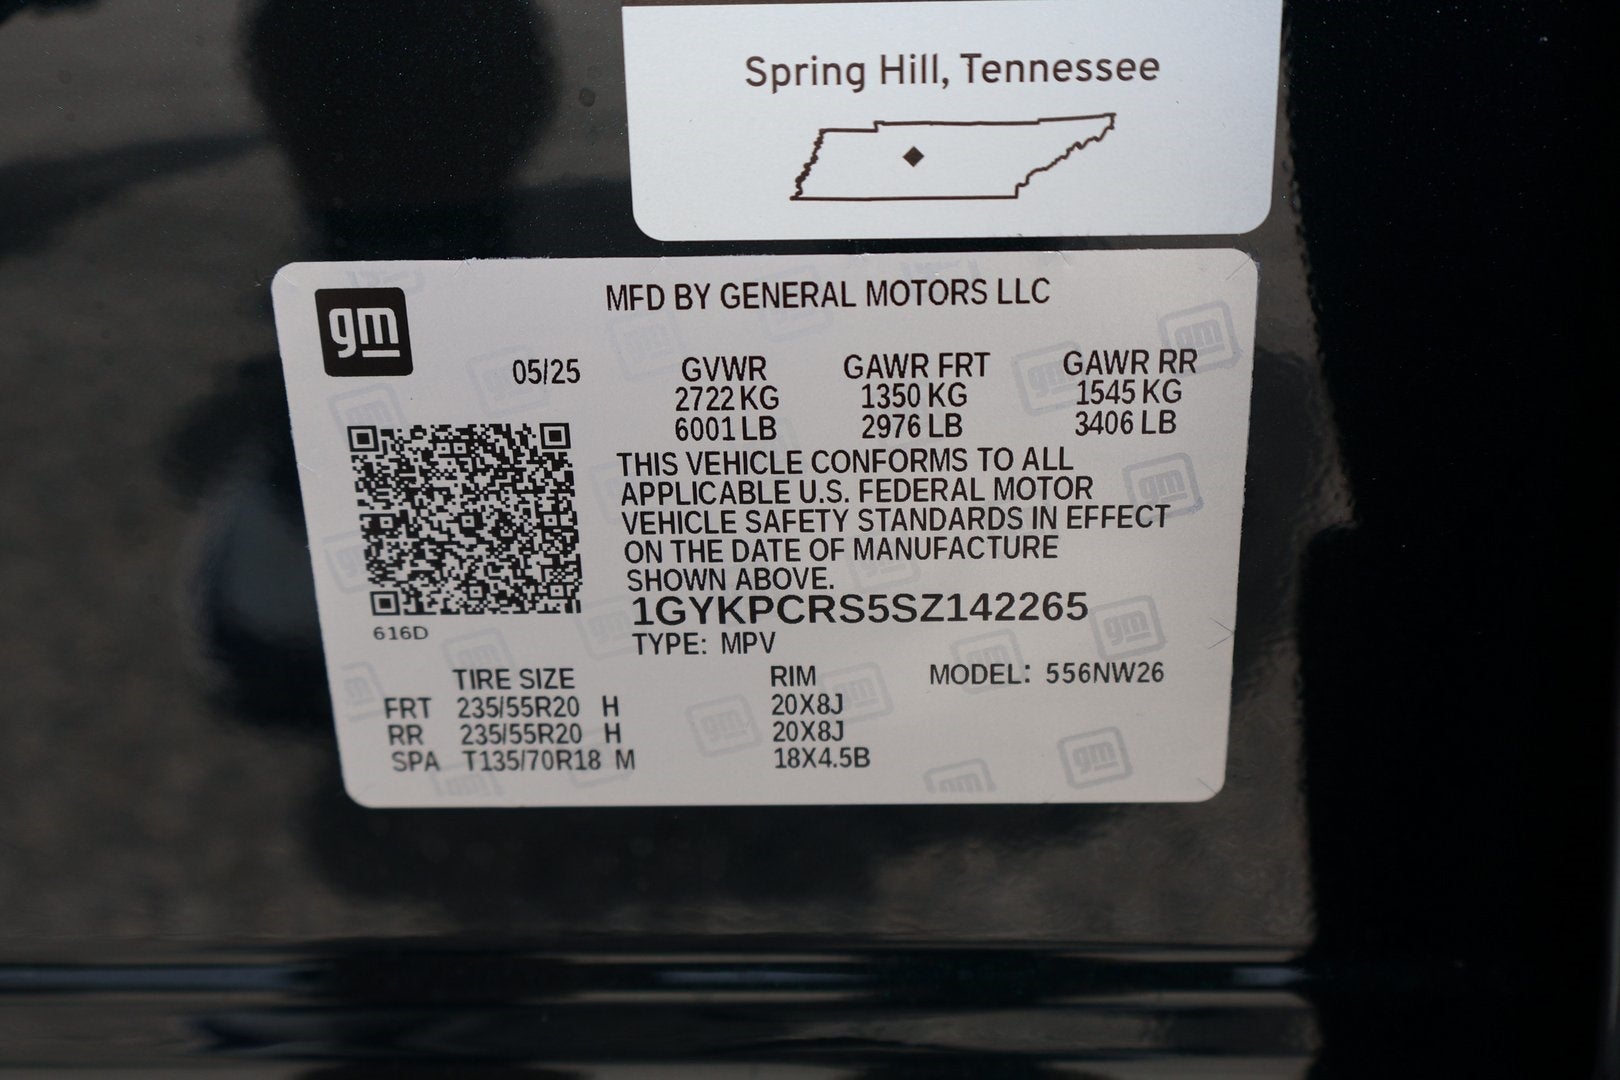 Spring Hill, Tennessee
gm
MFD BY GENERAL MOTORS LLC
05/25
GVWR GAWR FRT GAWR RR
2722 KG 1350 KG 1545 KG
6001 LB 2976 LB 3406 LB
THIS VEHICLE CONFORMS TO ALL
APPLICABLE U.S. FEDERAL MOTOR
VEHICLE SAFETY STANDARDS IN EFFECT
ON THE DATE OF MANUFACTURE
SHOWN ABOVE.
1GYKPCRS5SZ142265
616D
TYPE: MPV
TIRE SIZE RIM MODEL: 556NW26
FRT 235/55R20 H 20X8J
RR 235/55R20 H 20X8J
SPA T135/70R18 M 18X4.5B